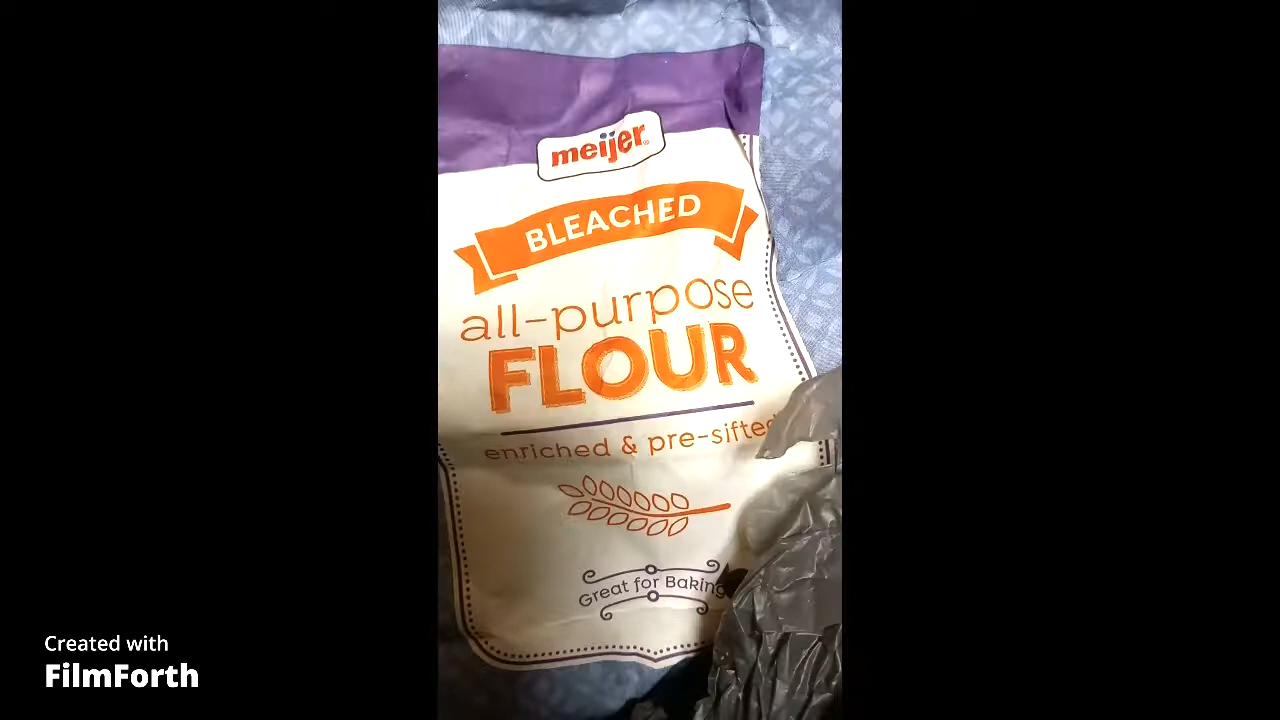 meijer
BLEACHED
all-purpose
FLOUR
enriched & pre-sifted
Great for Baking
Created with
FilmForth